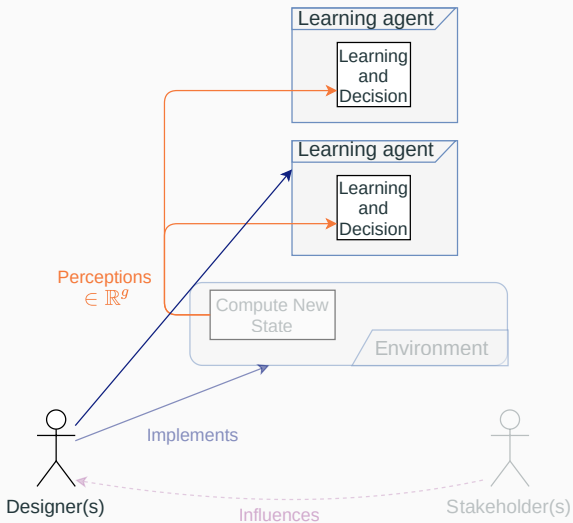 Learning agent
Learning
and
Decision
Learning agent
Learning
and
Decision
Perceptions
∈ ℝ^g
Compute New
State
Environment
Implements
Designer(s)
Stakeholder(s)
Influences